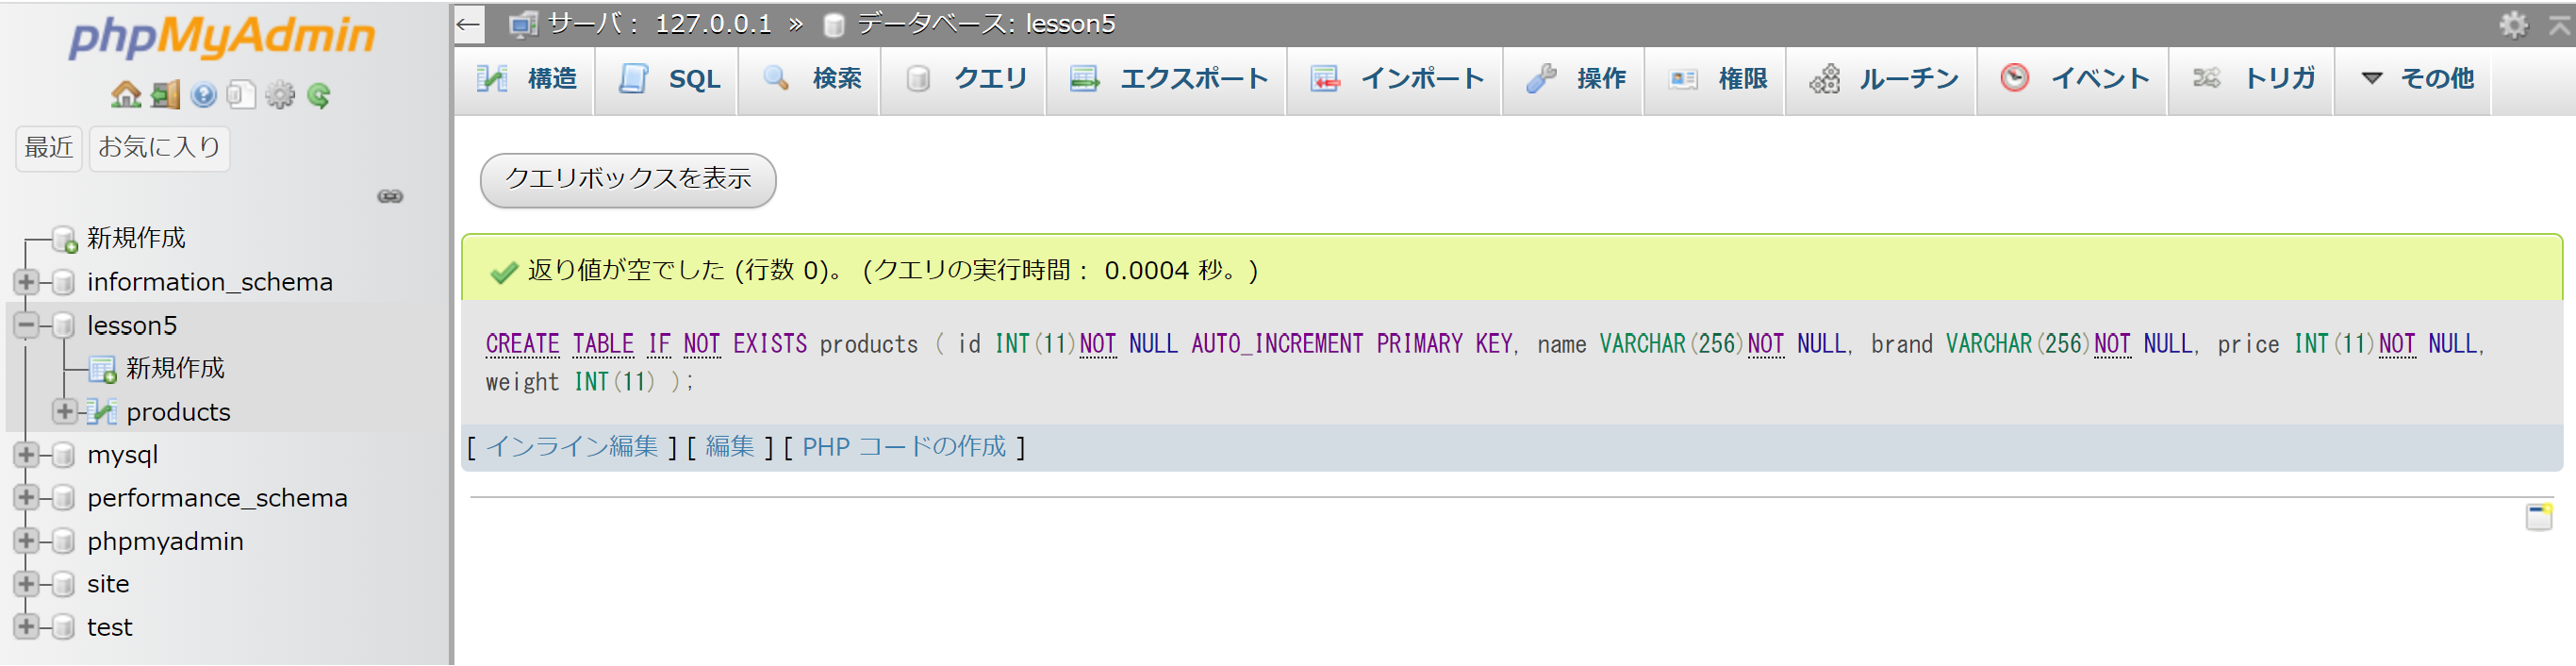 phpMyAdmin
最近 お気に入り
新規作成
information_schema
lesson5
新規作成
products
mysql
performance_schema
phpmyadmin
site
test
← サーバ: 127.0.0.1 » データベース: lesson5
構造 SQL 検索 クエリ エクスポート インポート 操作 権限 ルーチン イベント トリガ その他
クエリボックスを表示
返り値が空でした (行数 0)。 (クエリの実行時間: 0.0004 秒。)
CREATE TABLE IF NOT EXISTS products ( id INT(11)NOT NULL AUTO_INCREMENT PRIMARY KEY, name VARCHAR(256)NOT NULL, brand VARCHAR(256)NOT NULL, price INT(11)NOT NULL,
weight INT(11) );
[ インライン編集 ] [ 編集 ] [ PHP コードの作成 ]